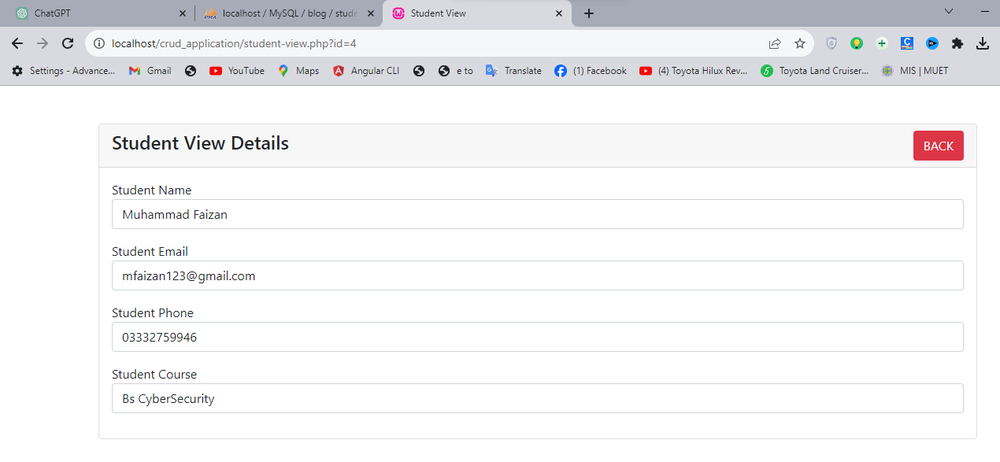 ChatGPT
localhost / MySQL / blog / stude
Student View
localhost/crud_application/student-view.php?id=4
Settings - Advance... Gmail YouTube Maps Angular CLI e to Translate (1) Facebook (4) Toyota Hilux Rev... Toyota Land Cruiser... MIS | MUET
Student View Details
BACK
Student Name
Muhammad Faizan
Student Email
mfaizan123@gmail.com
Student Phone
03332759946
Student Course
Bs CyberSecurity